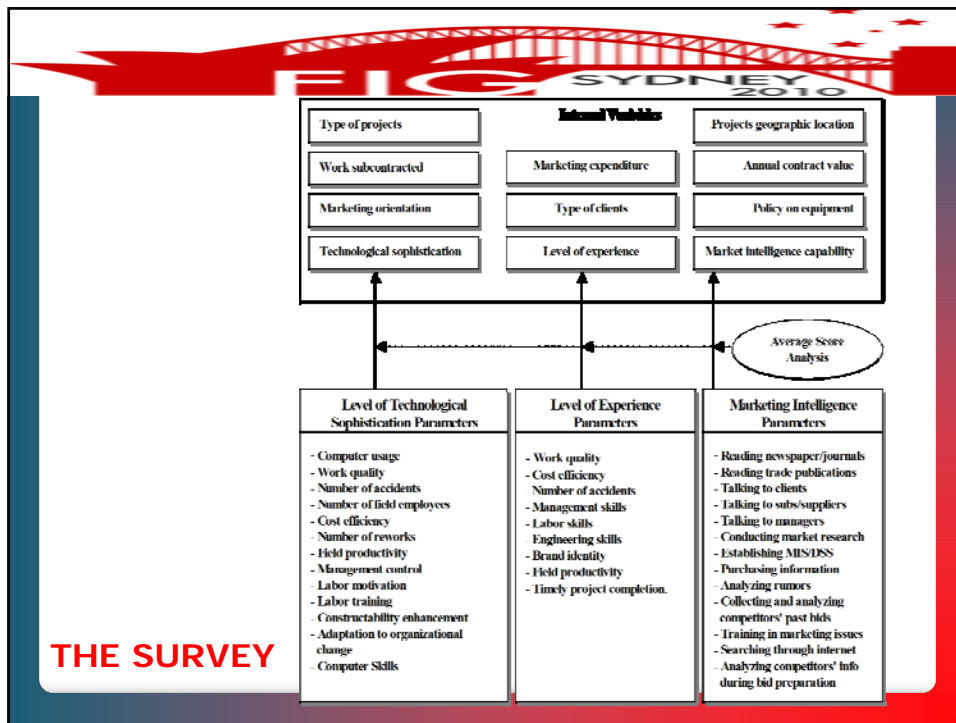 FIG
SYDNEY
2010
Internal Variables
Type of projects
Work subcontracted
Marketing orientation
Technological sophistication
Marketing expenditure
Type of clients
Level of experience
Projects geographic location
Annual contract value
Policy on equipment
Market intelligence capability
Average Score
Analysis
Level of Technological
Sophistication Parameters
- Computer usage
- Work quality
- Number of accidents
- Number of field employees
- Cost efficiency
- Number of reworks
- Field productivity
- Management control
- Labor motivation
- Labor training
- Constructability enhancement
- Adaptation to organizational
change
- Computer Skills
Level of Experience
Parameters
- Work quality
- Cost efficiency
- Number of accidents
- Management skills
- Labor skills
- Engineering skills
- Brand identity
- Field productivity
- Timely project completion.
Marketing Intelligence
Parameters
- Reading newspaper/journals
- Reading trade publications
- Talking to clients
- Talking to subs/suppliers
- Talking to managers
- Conducting market research
- Establishing MIS/DSS
- Purchasing information
- Analyzing rumors
- Collecting and analyzing
competitors' past bids
- Training in marketing issues
- Searching through internet
- Analyzing competitors' info
during bid preparation
THE SURVEY